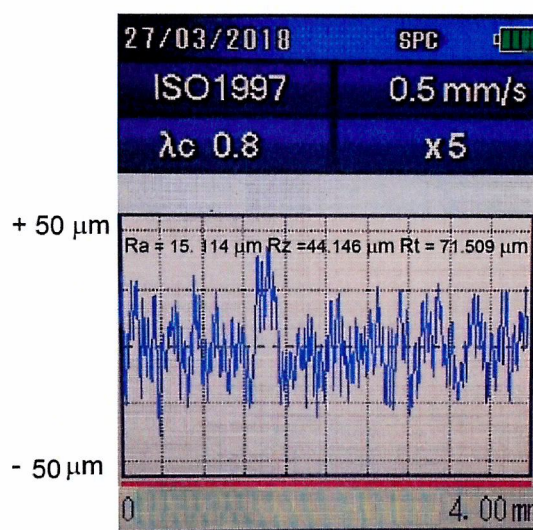 27/03/2018 SPC
ISO1997 0.5 mm/s
λc 0.8 x5
+ 50 μm
Ra = 15. 114 μm Rz =44.146 μm Rt = 71.509 μm
- 50 μm
0 4.00 mm